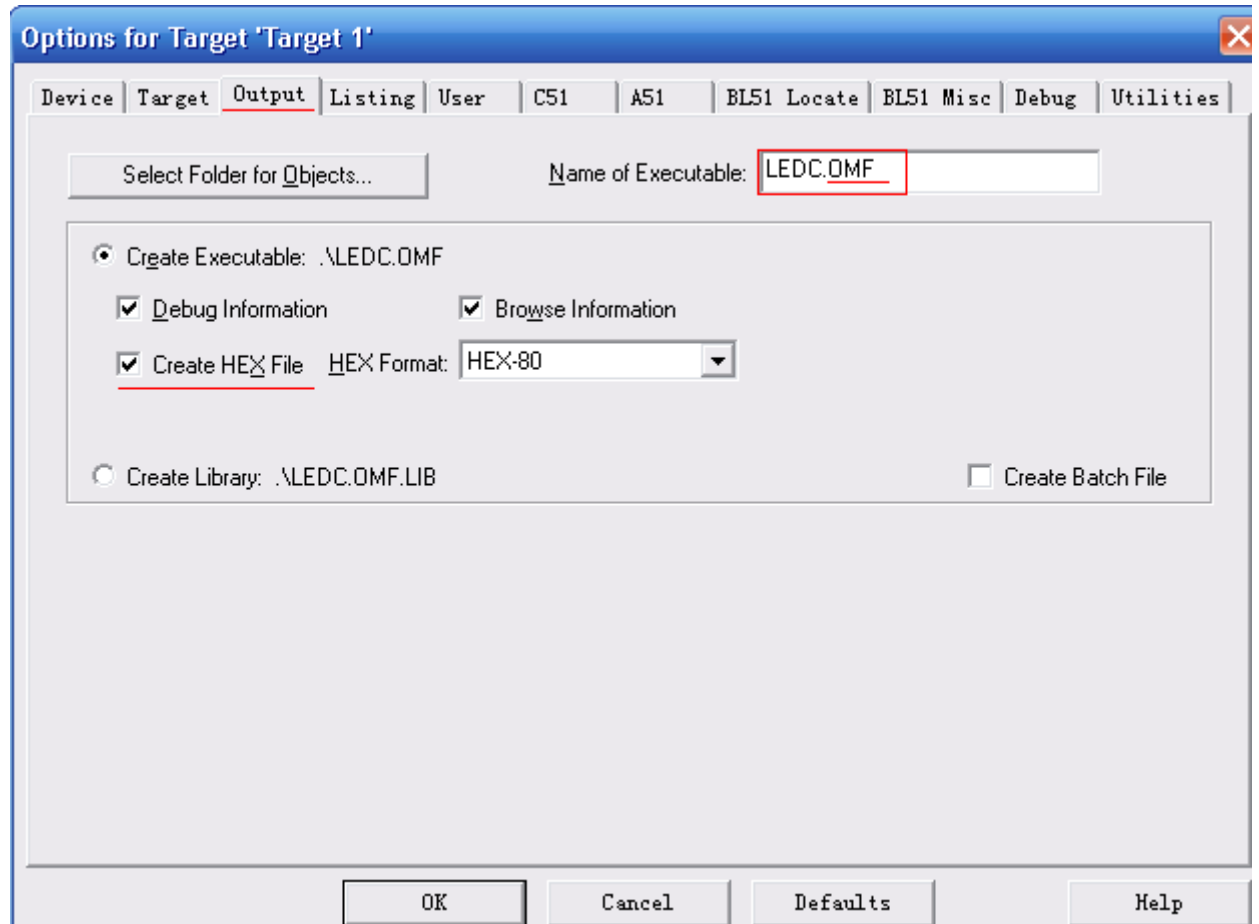 Options for Target 'Target 1'
Device Target Output Listing User C51 A51 BL51 Locate BL51 Misc Debug Utilities
Select Folder for Objects... Name of Executable: LEDC.OMF
Create Executable: .\LEDC.OMF
Debug Information Browse Information
Create HEX File HEX Format: HEX-80
Create Library: .\LEDC.OMF.LIB Create Batch File
OK Cancel Defaults Help